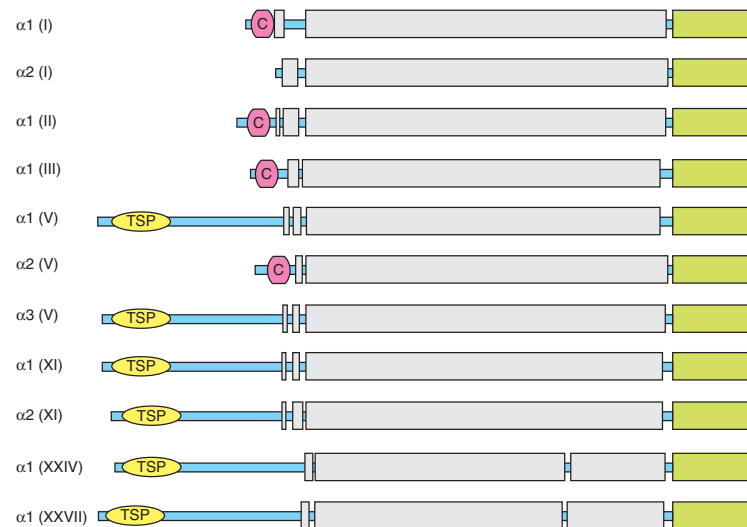 α1 (I) C
α2 (I)
α1 (II) C
α1 (III) C
α1 (V) TSP
α2 (V) C
α3 (V) TSP
α1 (XI) TSP
α2 (XI) TSP
α1 (XXIV) TSP
α1 (XXVII) TSP